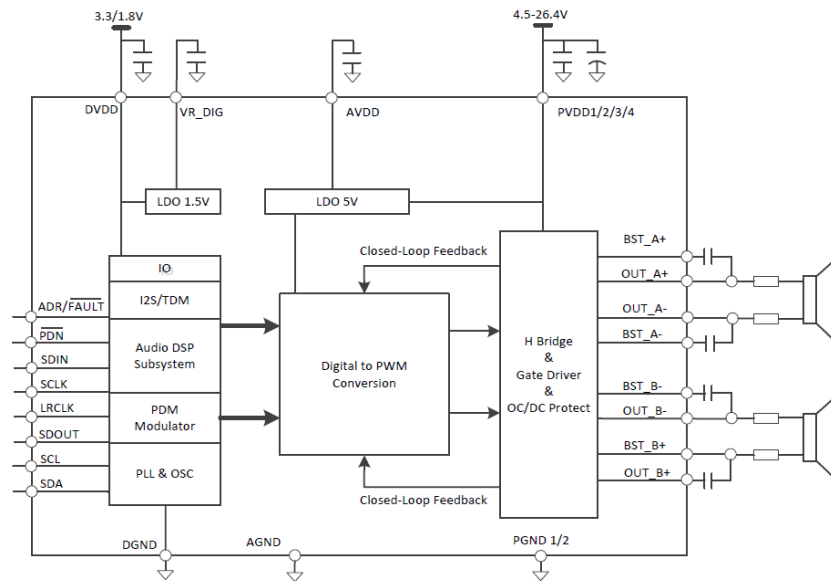 3.3/1.8V
4.5-26.4V
DVDD
VR_DIG
AVDD
PVDD1/2/3/4
LDO 1.5V
LDO 5V
IO
I2S/TDM
Audio DSP
Subsystem
PDM
Modulator
PLL & OSC
ADR/FAULT
PDN
SDIN
SCLK
LRCLK
SDOUT
SCL
SDA
Closed-Loop Feedback
Digital to PWM
Conversion
Closed-Loop Feedback
H Bridge
&
Gate Driver
&
OC/DC Protect
BST_A+
OUT_A+
OUT_A-
BST_A-
BST_B-
OUT_B-
BST_B+
OUT_B+
DGND
AGND
PGND 1/2